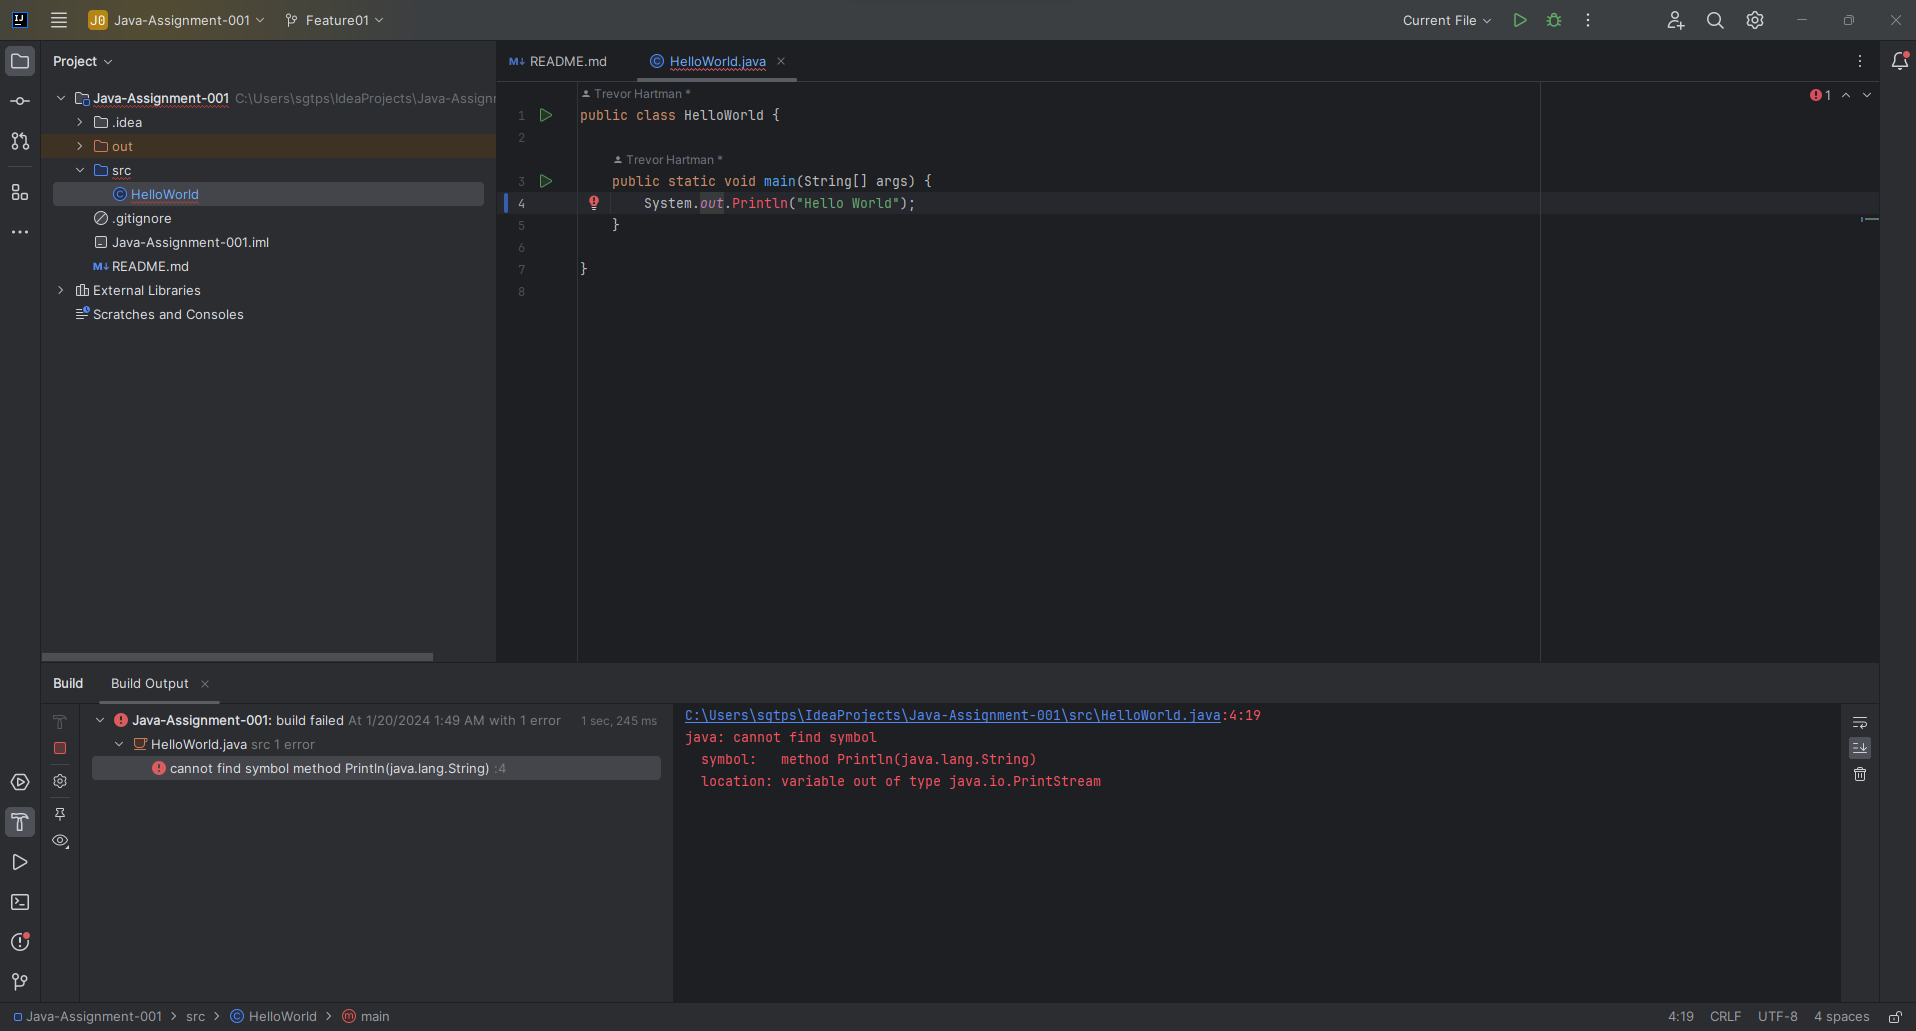 J0 Java-Assignment-001 Feature01 Current File
Project
README.md
HelloWorld.java
Java-Assignment-001 C:\Users\sgtps\IdeaProjects\Java-Assignm
.idea
out
src
HelloWorld
.gitignore
Java-Assignment-001.iml
README.md
External Libraries
Scratches and Consoles
Trevor Hartman *
1
1 public class HelloWorld {
2
Trevor Hartman *
3 public static void main(String[] args) {
4 System.out.Println("Hello World");
5 }
6
7 }
8
Build Build Output
Java-Assignment-001: build failed At 1/20/2024 1:49 AM with 1 error 1 sec, 245 ms
HelloWorld.java src 1 error
cannot find symbol method Println(java.lang.String) :4
C:\Users\sgtps\IdeaProjects\Java-Assignment-001\src\HelloWorld.java:4:19
java: cannot find symbol
symbol: method Println(java.lang.String)
location: variable out of type java.io.PrintStream
Java-Assignment-001 > src > HelloWorld > main 4:19 CRLF UTF-8 4 spaces